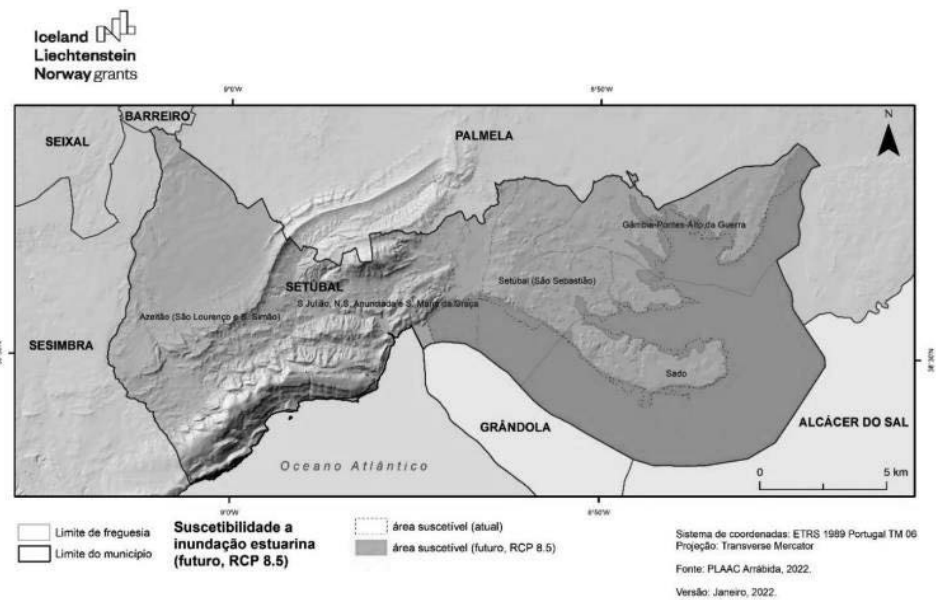 Iceland
Liechtenstein
Norway grants
9°0'W
8°50'W
BARREIRO
SEIXAL
PALMELA
N
Gâmbia-Pontes-Alto da Guerra
SETÚBAL
Setúbal (São Sebastião)
S Julião, N.S. Anunciada e S. Maria da Graça
Azeitão (São Lourenço e S. Simão)
SESIMBRA
38°30'N
Sado
GRÂNDOLA
ALCÁCER DO SAL
Oceano Atlântico
0
5 km
9°0'W
8°50'W
Limite de freguesia
Limite do município
Suscetibilidade a
inundação estuarina
(futuro, RCP 8.5)
área suscetível (atual)
área suscetível (futuro, RCP 8.5)
Sistema de coordenadas: ETRS 1989 Portugal TM 06
Projeção: Transverse Mercator
Fonte: PLAAC Arrábida, 2022.
Versão: Janeiro, 2022.